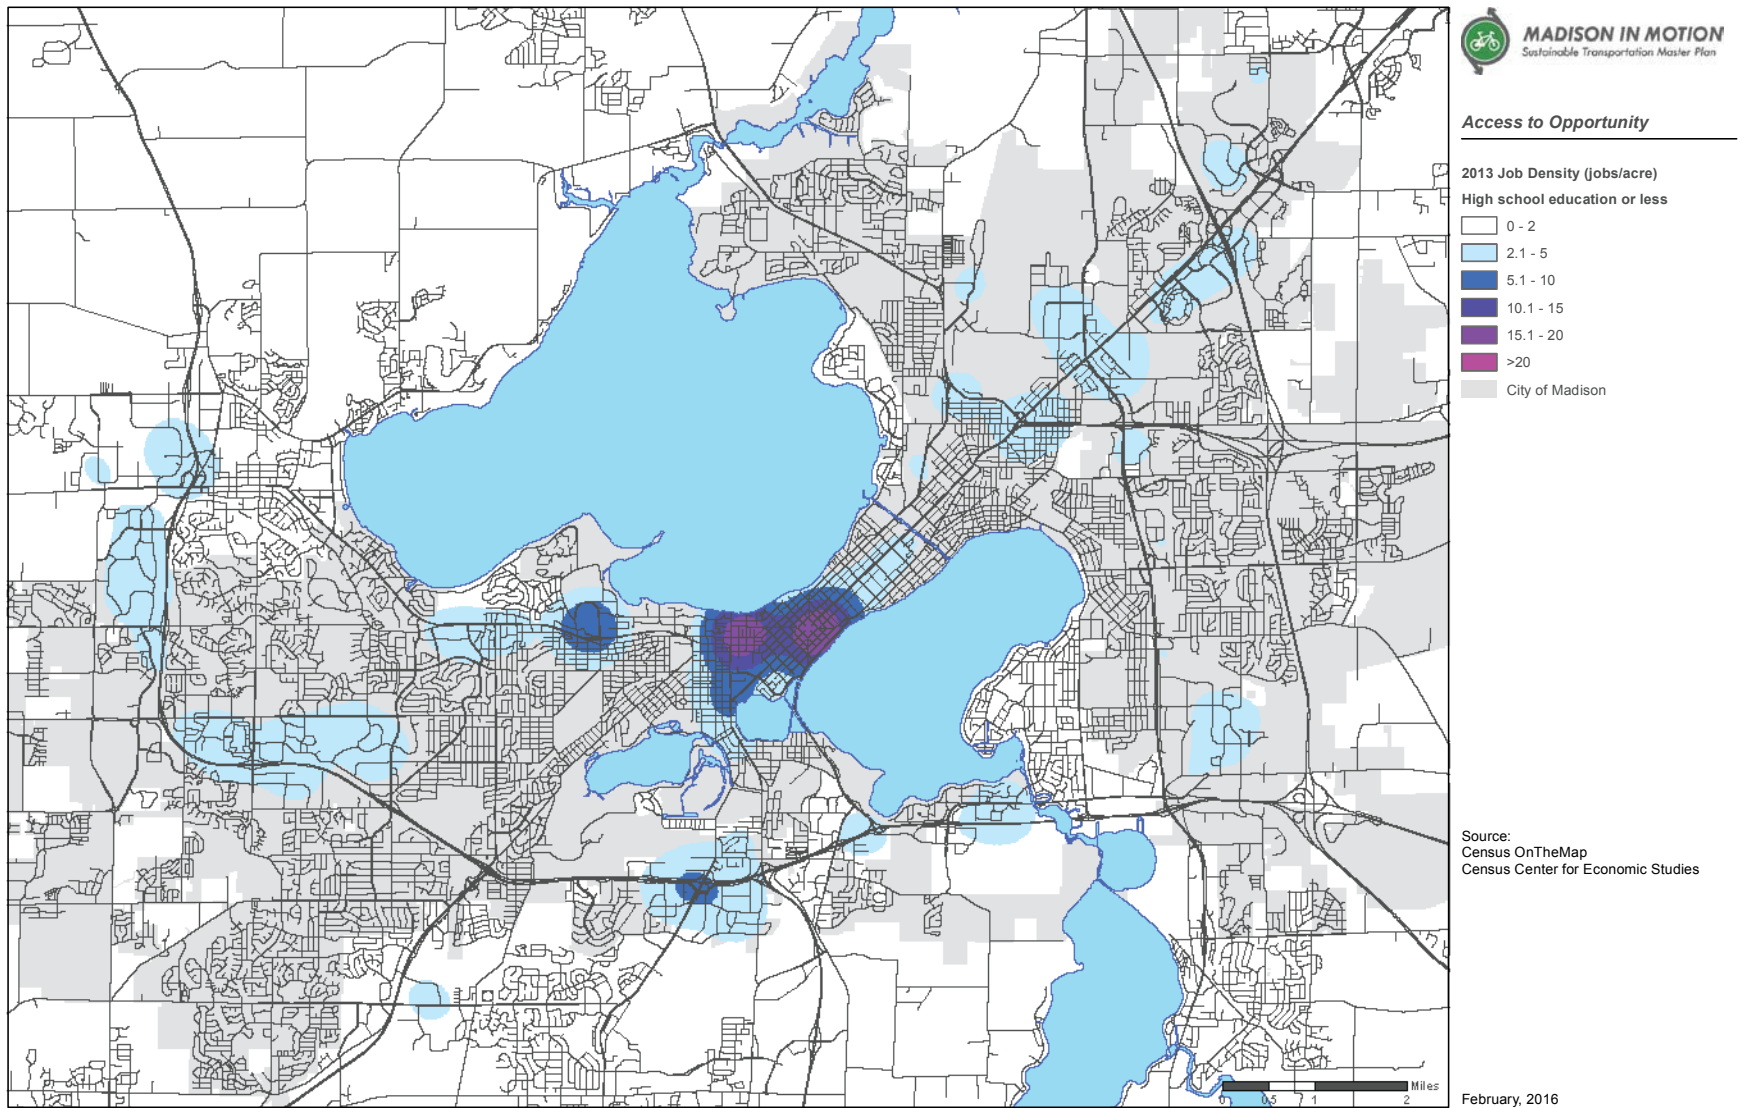 MADISON IN MOTION
Sustainable Transportation Master Plan
Access to Opportunity
2013 Job Density (jobs/acre)
High school education or less
0 - 2
2.1 - 5
5.1 - 10
10.1 - 15
15.1 - 20
>20
City of Madison
Source:
Census OnTheMap
Census Center for Economic Studies
Miles
0 0.5 1 2
February, 2016